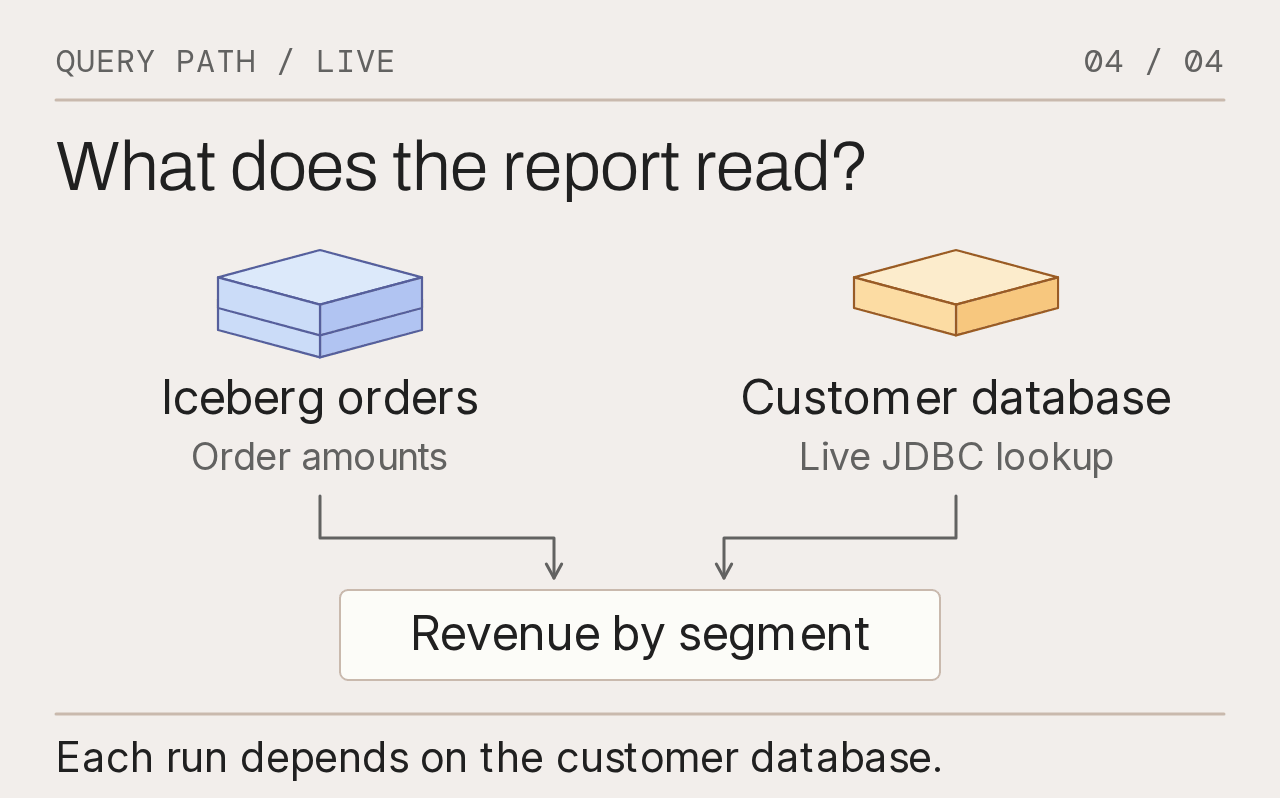 QUERY PATH / LIVE
04 / 04
What does the report read?
Iceberg orders
Customer database
Order amounts
Live JDBC lookup
Revenue by segment
Each run depends on the customer database.